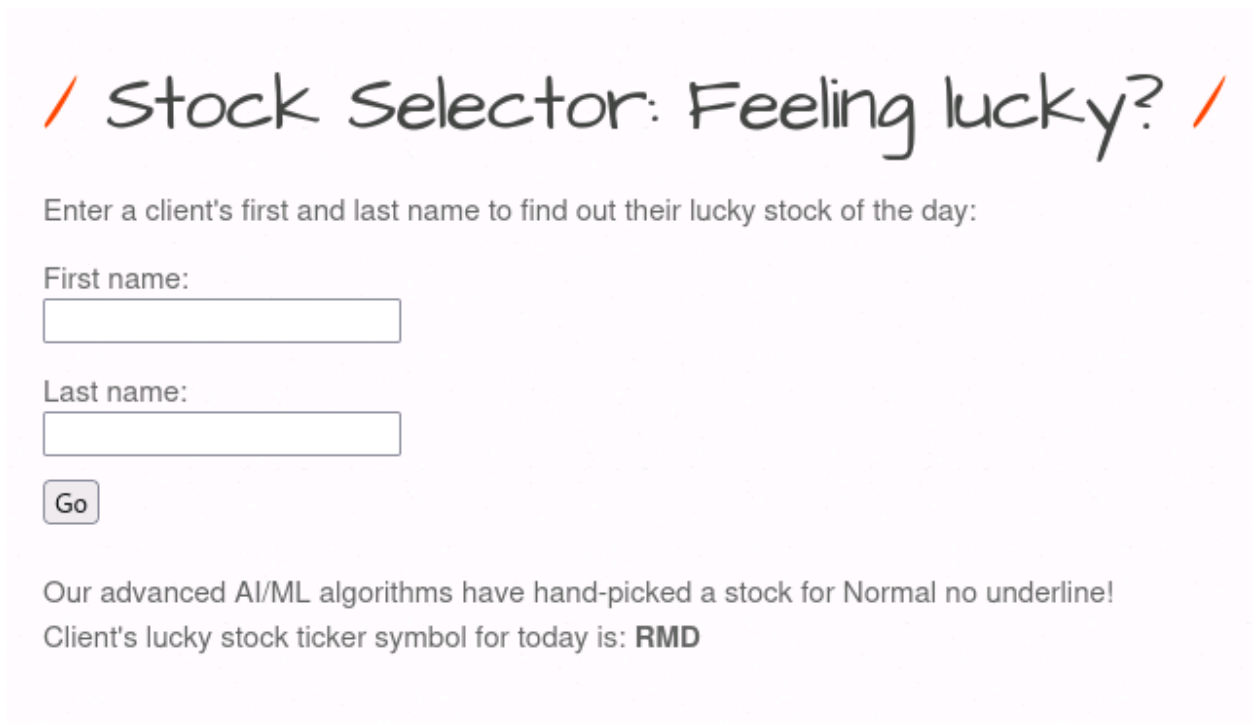 / Stock Selector: Feeling lucky? /
Enter a client's first and last name to find out their lucky stock of the day:
First name:
Last name:
Go
Our advanced AI/ML algorithms have hand-picked a stock for Normal no underline!
Client's lucky stock ticker symbol for today is: RMD